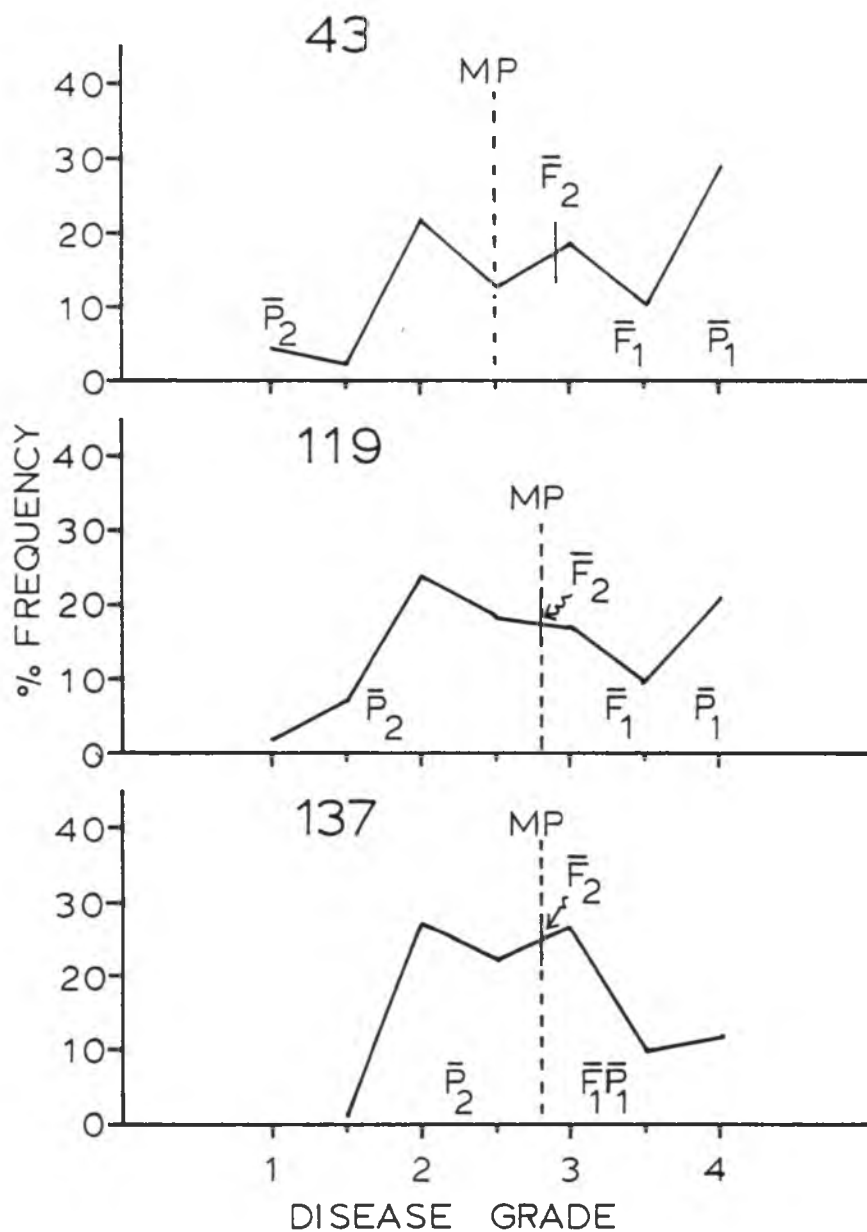 43
MP
40
30
20
10
0
F̄₂
P̄₂
F̄₁
P̄₁
% FREQUENCY
119
MP
40
30
20
10
0
F̄₂
P̄₂
F̄₁
P̄₁
137
MP
40
30
20
10
0
F̄₂
P̄₂
F̄₁P̄₁
1 2 3 4
DISEASE GRADE